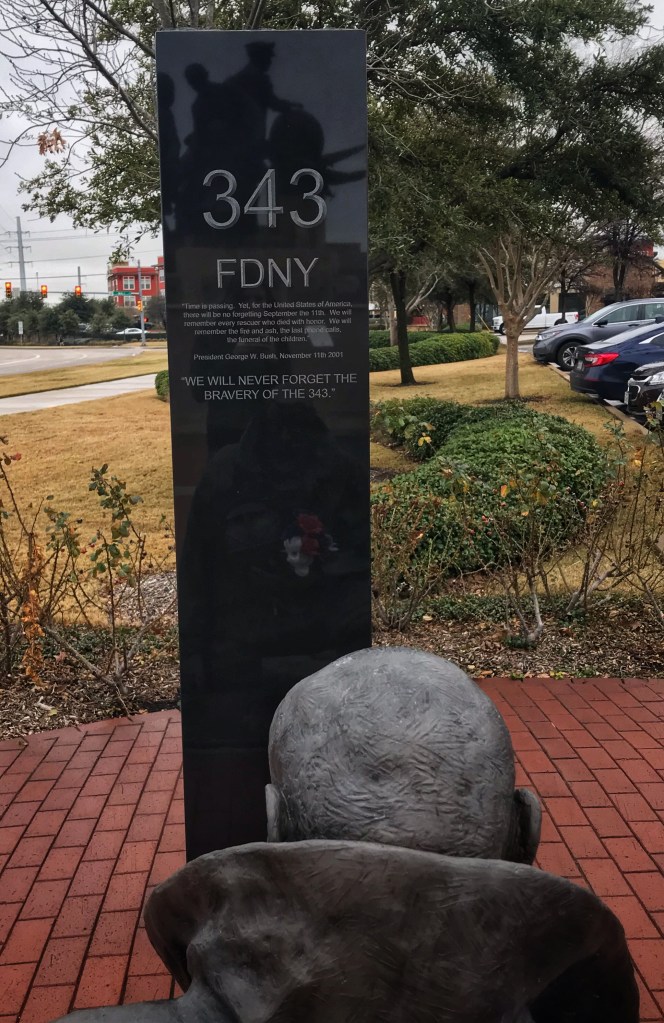 343
FDNY
"Time is passing. Yet, for the United States of America,
there will be no forgetting September the 11th. We will
remember every rescuer who died with honor. We will
remember the fire and ash, the last phone calls,
the funeral of the children."
President George W. Bush, November 11th 2001
"WE WILL NEVER FORGET THE
BRAVERY OF THE 343."